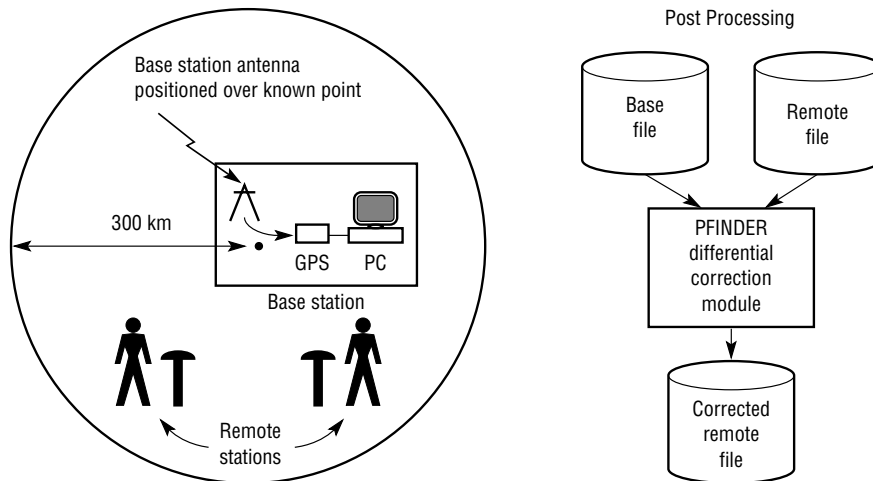 Base station antenna
positioned over known point
300 km
GPS
PC
Base station
Remote
stations
Post Processing
Base
file
Remote
file
PFINDER
differential
correction
module
Corrected
remote
file